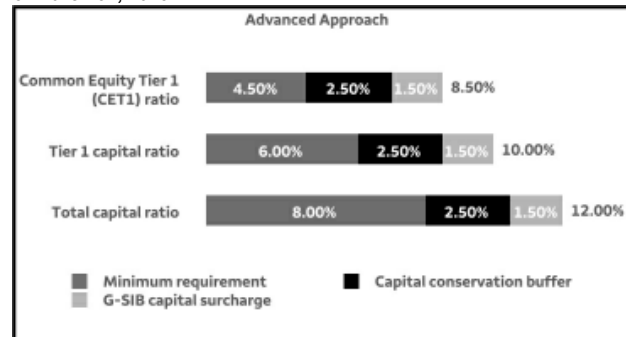 Advanced Approach
Common Equity Tier 1
(CET1) ratio
4.50% 2.50% 1.50% 8.50%
Tier 1 capital ratio 6.00% 2.50% 1.50% 10.00%
Total capital ratio 8.00% 2.50% 1.50% 12.00%
Minimum requirement Capital conservation buffer
G-SIB capital surcharge